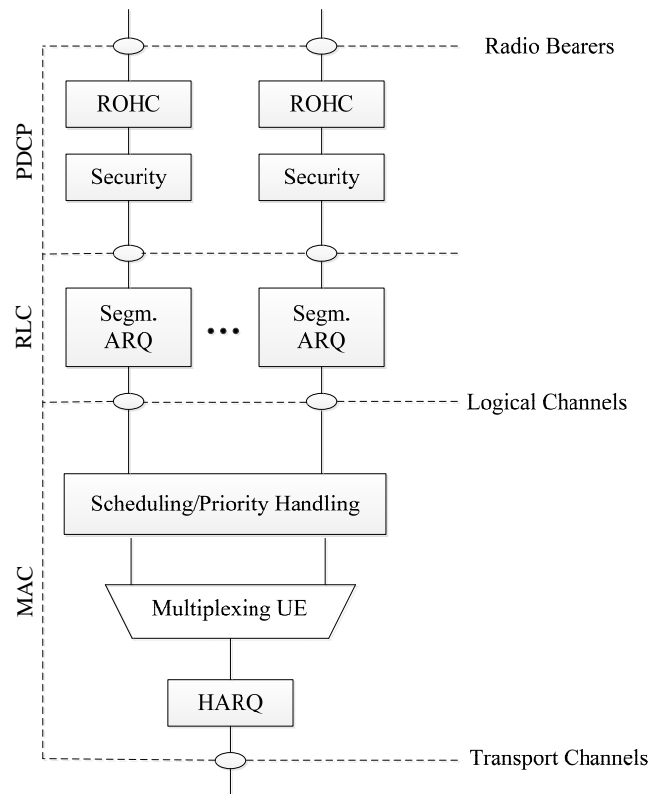 Radio Bearers
ROHC
ROHC
PDCP
Security
Security
Segm.
ARQ
...
Segm.
ARQ
RLC
Logical Channels
Scheduling/Priority Handling
MAC
Multiplexing UE
HARQ
Transport Channels